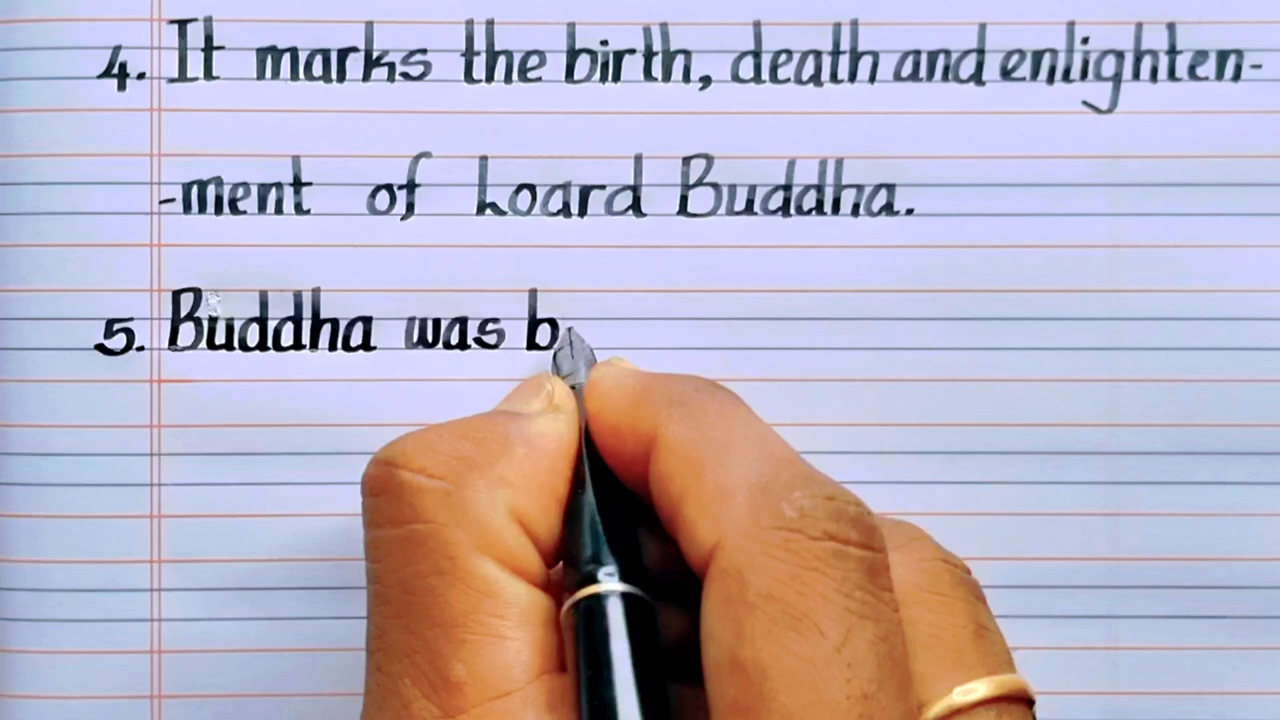 4. It marks the birth, death and enlighten-
-ment of Loard Buddha.
5. Buddha was b